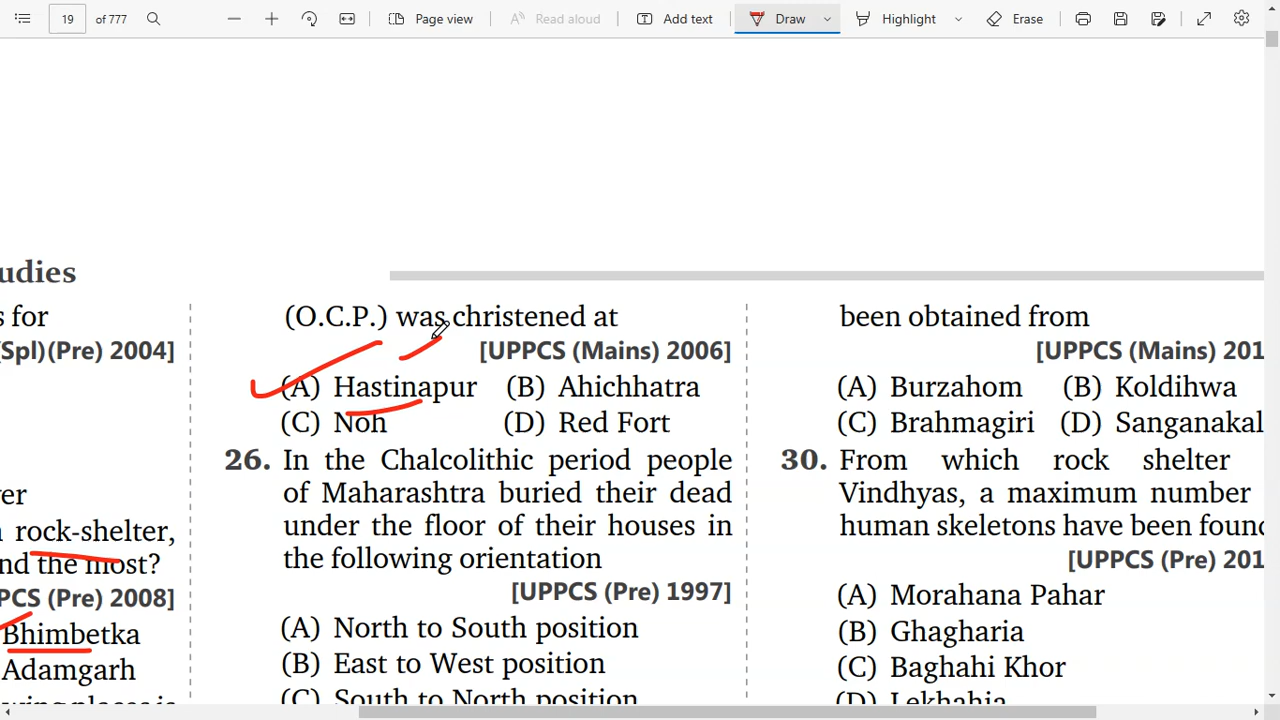 19 of 777 Page view Read aloud Add text Draw Highlight Erase
udies
s for
(Spl)(Pre) 2004]
er
rock-shelter,
nd the most?
PCS (Pre) 2008]
Bhimbetka
Adamgarh
(O.C.P.) was christened at
[UPPCS (Mains) 2006]
(A) Hastinapur (B) Ahichhatra
(C) Noh (D) Red Fort
26. In the Chalcolithic period people
of Maharashtra buried their dead
under the floor of their houses in
the following orientation
[UPPCS (Pre) 1997]
(A) North to South position
(B) East to West position
(C) South to North position
been obtained from
[UPPCS (Mains) 201
(A) Burzahom (B) Koldihwa
(C) Brahmagiri (D) Sanganakal
30. From which rock shelter
Vindhyas, a maximum number
human skeletons have been found
[UPPCS (Pre) 201
(A) Morahana Pahar
(B) Ghagharia
(C) Baghahi Khor
(D) Lekhahia